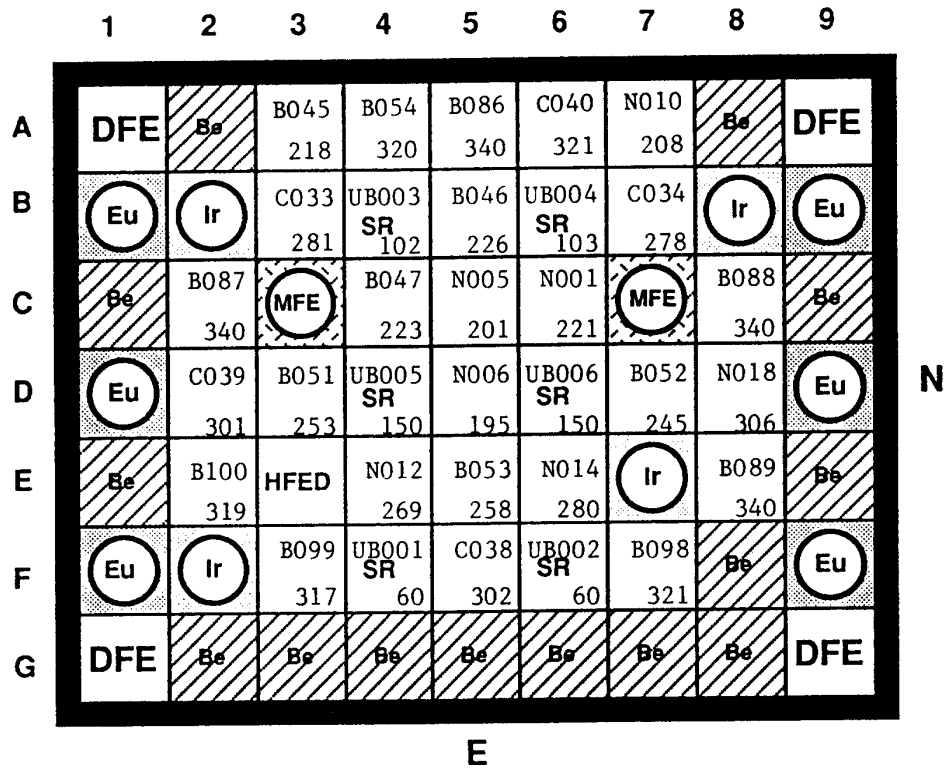 1 2 3 4 5 6 7 8 9
A DFE Be B045 B054 B086 C040 N010 Be DFE
218 320 340 321 208
B Eu Ir C033 UB003 B046 UB004 C034 Ir Eu
SR SR
281 102 226 103 278
C Be B087 MFE B047 N005 N001 MFE B088 Be
340 223 201 221 340
D Eu C039 B051 UB005 N006 UB006 B052 N018 Eu
SR SR
301 253 150 195 150 245 306
N
E Be B100 HFED N012 B053 N014 Ir B089 Be
319 269 258 280 340
F Eu Ir B099 UB001 C038 UB002 B098 Be Eu
SR SR
317 60 302 60 321
G DFE Be Be Be Be Be Be Be DFE
E